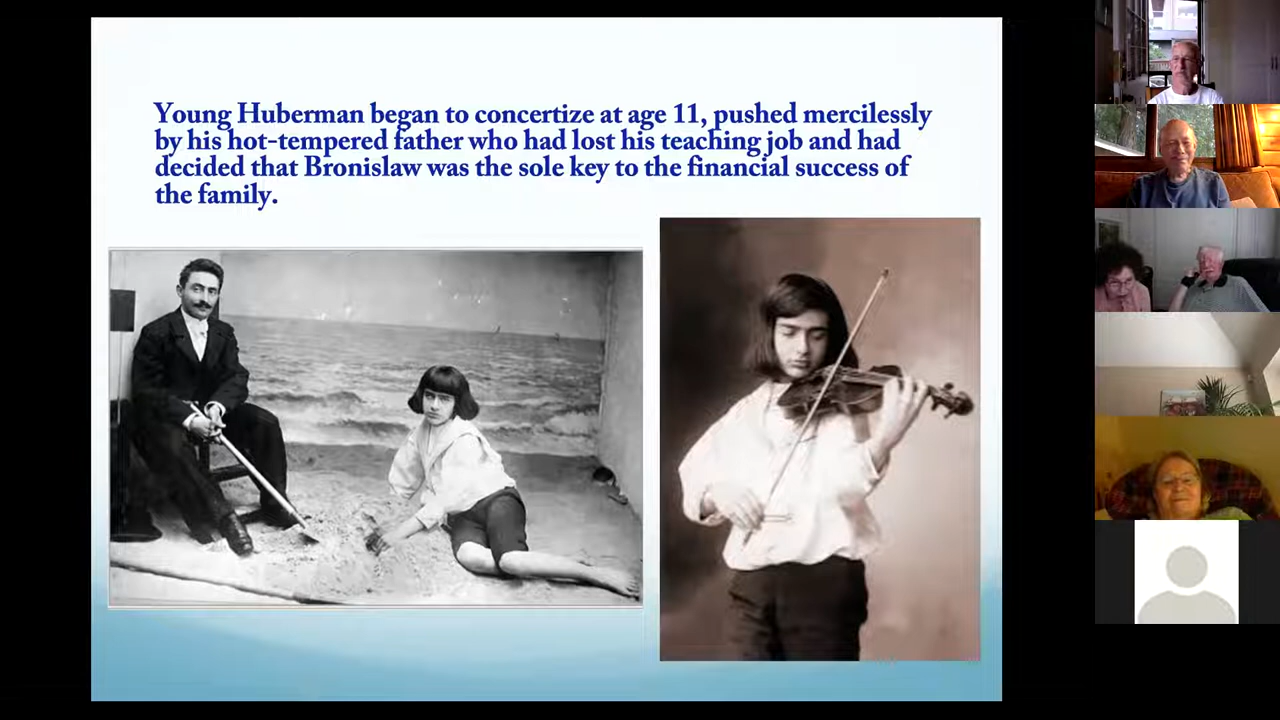 Young Huberman began to concertize at age 11, pushed mercilessly
by his hot-tempered father who had lost his teaching job and had
decided that Bronislaw was the sole key to the financial success of
the family.